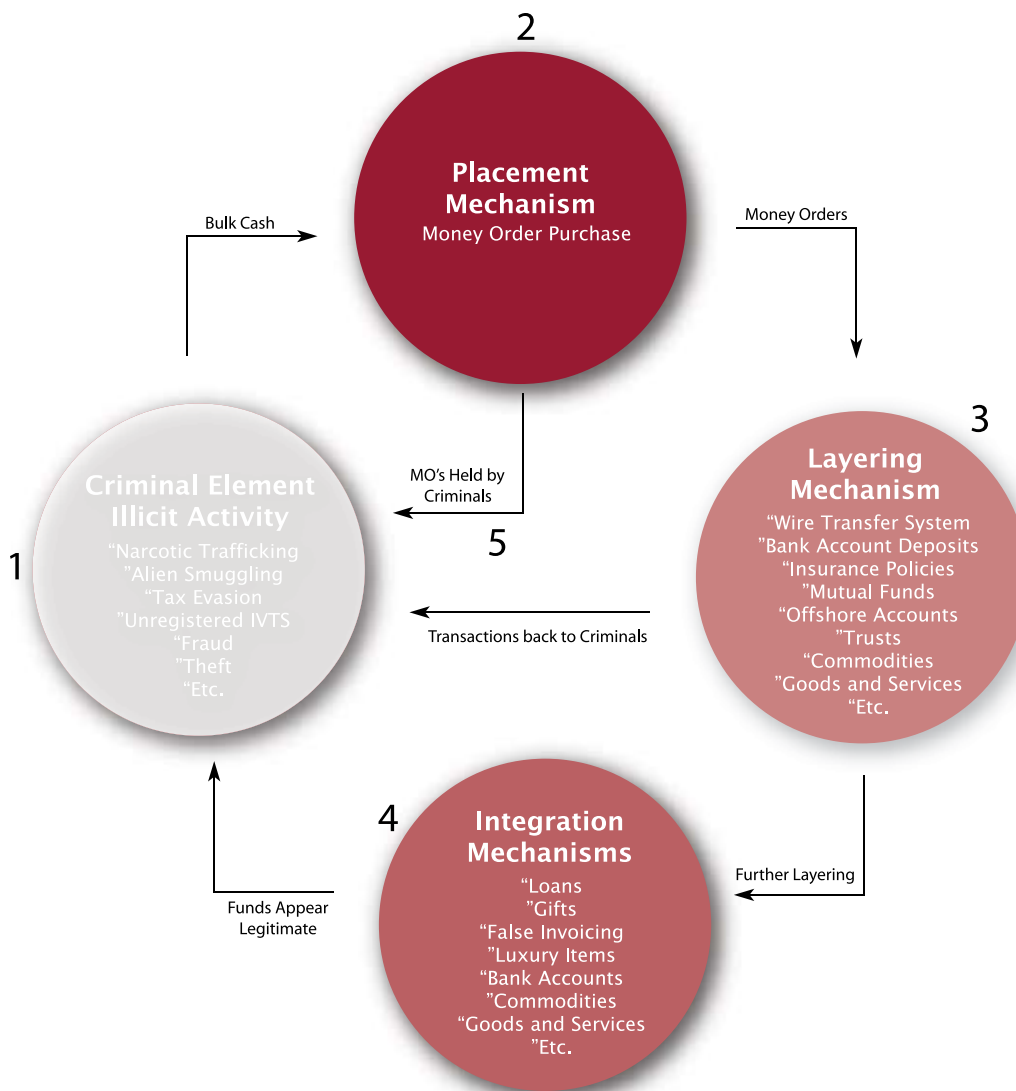 2
Placement
Mechanism
Money Order Purchase
Bulk Cash
Money Orders
1
Criminal Element
Illicit Activity
“Narcotic Trafficking
”Alien Smuggling
“Tax Evasion
”Unregistered IVTS
“Fraud
”Theft
“Etc.
MO's Held by
Criminals
5
Transactions back to Criminals
3
Layering
Mechanism
“Wire Transfer System
”Bank Account Deposits
“Insurance Policies
”Mutual Funds
“Offshore Accounts
”Trusts
“Commodities
”Goods and Services
“Etc.
Further Layering
4
Integration
Mechanisms
“Loans
”Gifts
“False Invoicing
”Luxury Items
“Bank Accounts
”Commodities
“Goods and Services
”Etc.
Funds Appear
Legitimate